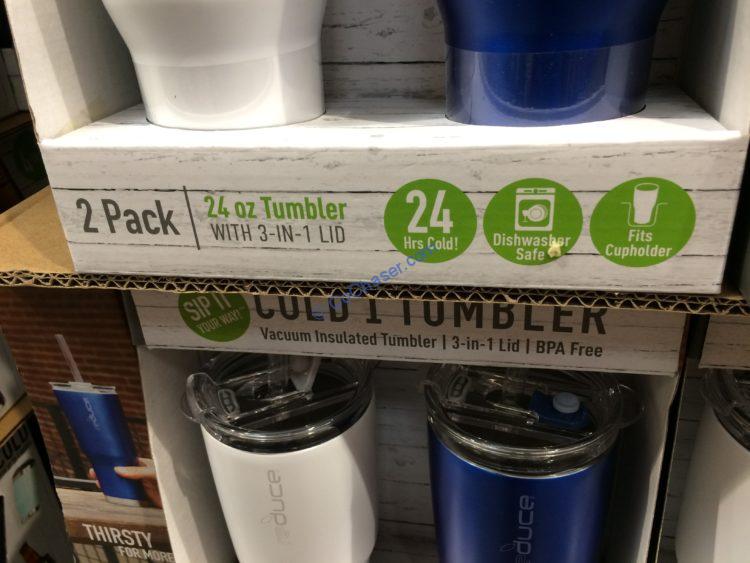 2 Pack
24 oz Tumbler
WITH 3-IN-1 LID
24
Hrs Cold!
Dishwasher
Safe
Fits
Cupholder
SIP IT
YOUR WAY!
COLD 1 TUMBLER
Vacuum Insulated Tumbler | 3-in-1 Lid | BPA Free
reduce
reduce
reduce
COLD
THIRSTY
FOR MORE